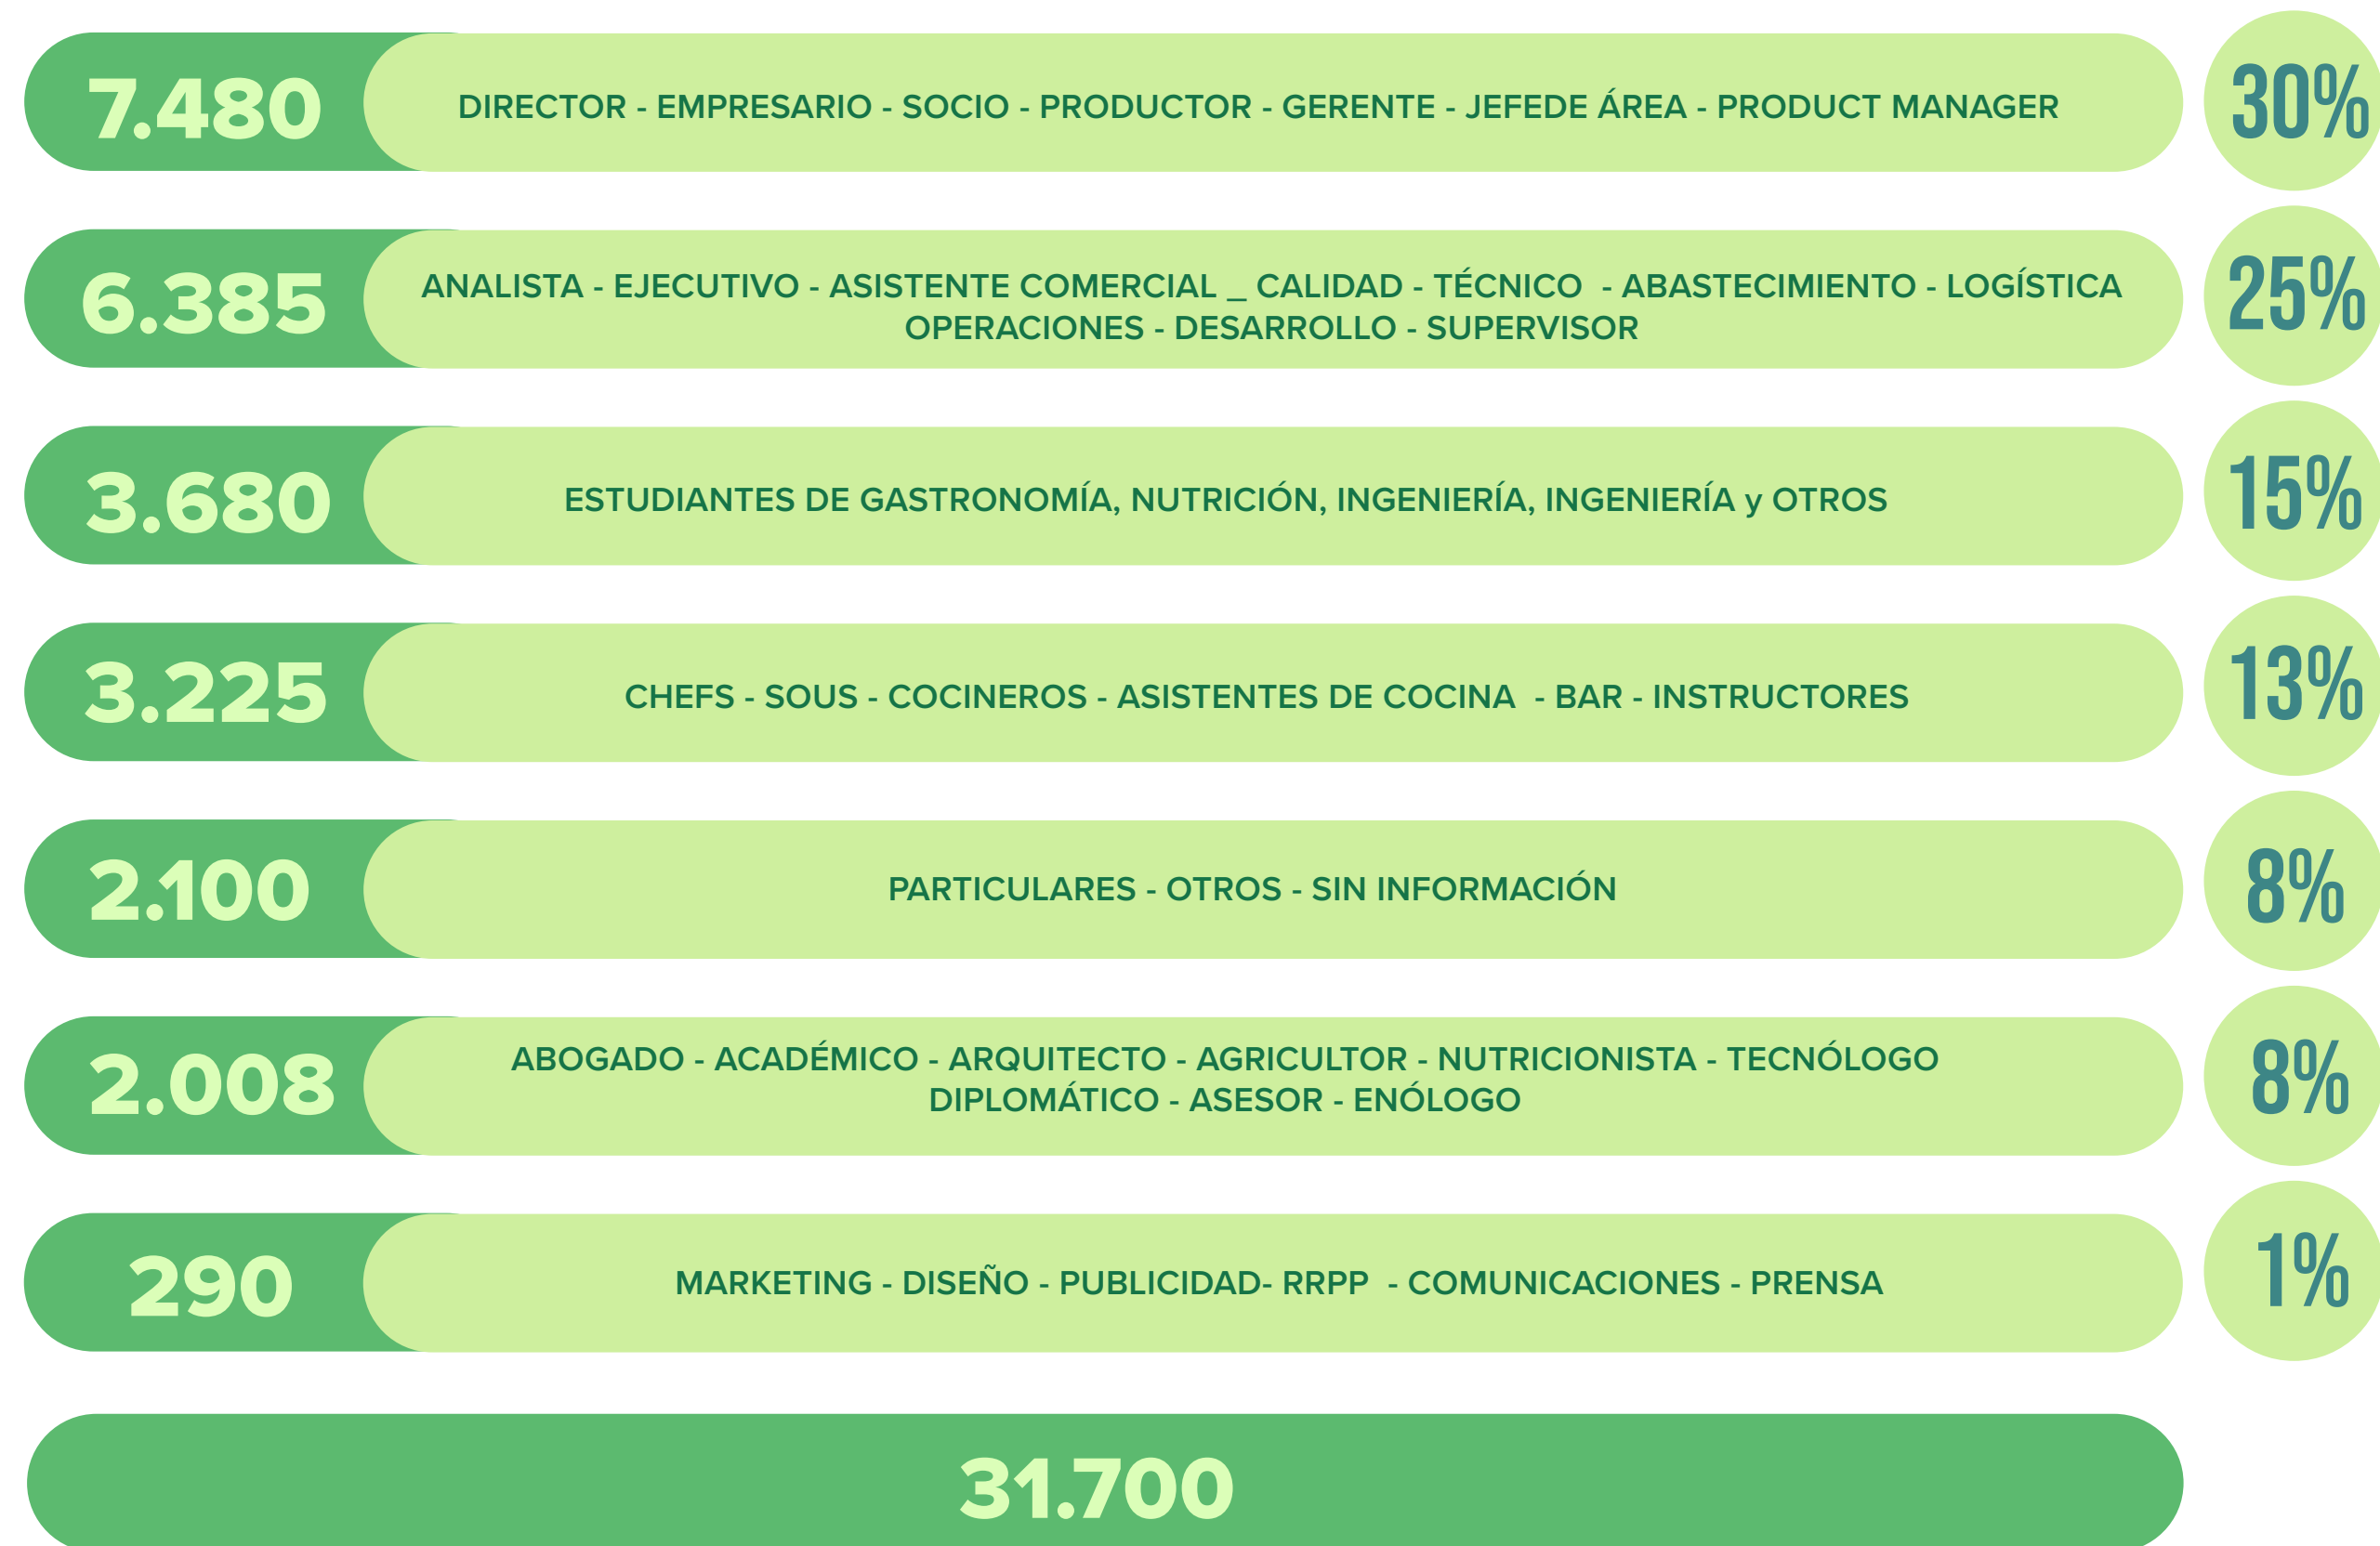 7.480
DIRECTOR - EMPRESARIO - SOCIO - PRODUCTOR - GERENTE - JEFEDE ÁREA - PRODUCT MANAGER
30%
6.385
ANALISTA - EJECUTIVO - ASISTENTE COMERCIAL _ CALIDAD - TÉCNICO - ABASTECIMIENTO - LOGÍSTICA
OPERACIONES - DESARROLLO - SUPERVISOR
25%
3.680
ESTUDIANTES DE GASTRONOMÍA, NUTRICIÓN, INGENIERÍA, INGENIERÍA y OTROS
15%
3.225
CHEFS - SOUS - COCINEROS - ASISTENTES DE COCINA - BAR - INSTRUCTORES
13%
2.100
PARTICULARES - OTROS - SIN INFORMACIÓN
8%
2.008
ABOGADO - ACADÉMICO - ARQUITECTO - AGRICULTOR - NUTRICIONISTA - TECNÓLOGO
DIPLOMÁTICO - ASESOR - ENÓLOGO
8%
290
MARKETING - DISEÑO - PUBLICIDAD- RRPP - COMUNICACIONES - PRENSA
1%
31.700